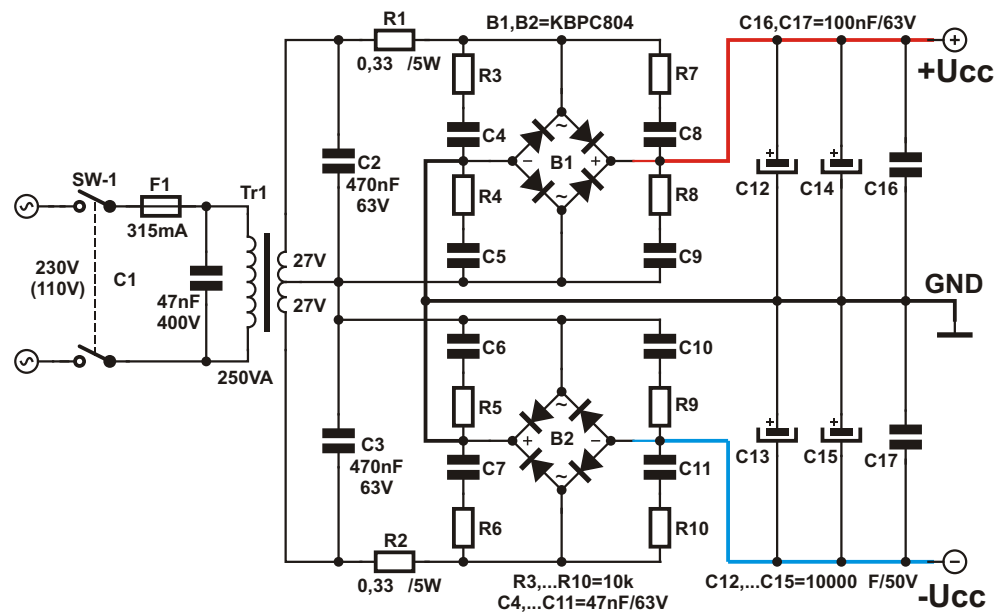 R1
B1,B2=KBPC804
C16,C17=100nF/63V
+
+Ucc
0,33 /5W
R3
R7
C4
C8
~
− B1 +
~
C2
470nF
63V
+
C12
+
C14
C16
SW-1
F1
Tr1
315mA
R4
R8
C5
C9
230V
(110V)
C1
47nF
400V
27V
27V
GND
250VA
C6
C10
R5
R9
~
+ B2 −
~
C3
470nF
63V
C7
C11
+
C13
+
C15
C17
R6
R10
R2
0,33 /5W
R3,...R10=10k
C4,...C11=47nF/63V
C12,...C15=10000 F/50V
−
-Ucc